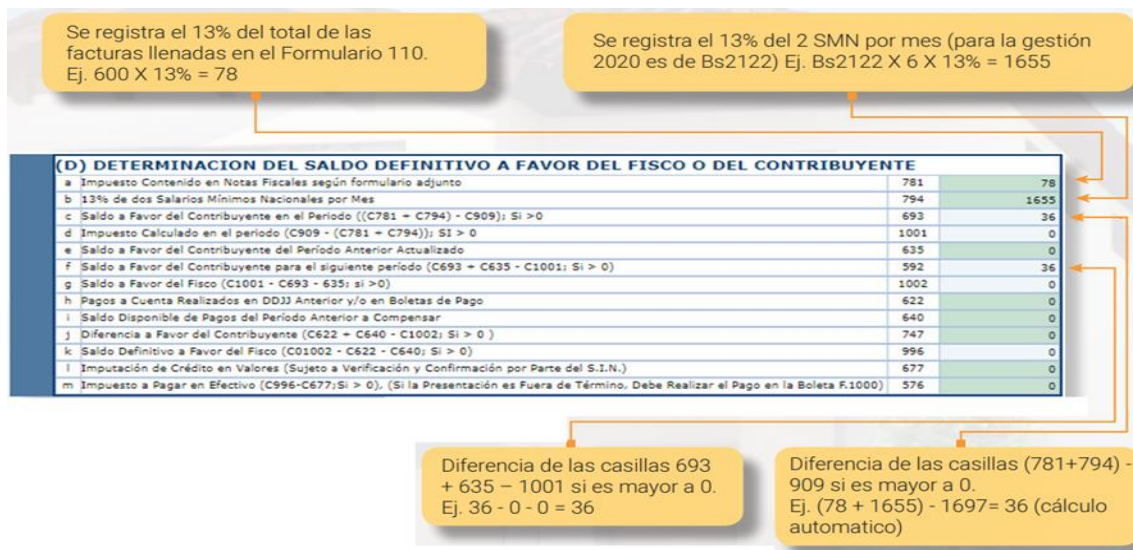 Se registra el 13% del total de las
facturas llenadas en el Formulario 110.
Ej. 600 X 13% = 78
Se registra el 13% del 2 SMN por mes (para la gestión
2020 es de Bs2122) Ej. Bs2122 X 6 X 13% = 1655
(D) DETERMINACION DEL SALDO DEFINITIVO A FAVOR DEL FISCO O DEL CONTRIBUYENTE
a Impuesto Contenido en Notas Fiscales según formulario adjunto 781 78
b 13% de dos Salarios Mínimos Nacionales por Mes 794 1655
c Saldo a Favor del Contribuyente en el Periodo ((C781 + C794) - C909); Si >0 693 36
d Impuesto Calculado en el periodo (C909 - (C781 + C794)); SI > 0 1001 0
e Saldo a Favor del Contribuyente del Período Anterior Actualizado 635 0
f Saldo a Favor del Contribuyente para el siguiente período (C693 + C635 - C1001; Si > 0) 592 36
g Saldo a Favor del Fisco (C1001 - C693 - 635; si >0) 1002 0
h Pagos a Cuenta Realizados en DDJJ Anterior y/o en Boletas de Pago 622 0
i Saldo Disponible de Pagos del Período Anterior a Compensar 640 0
j Diferencia a Favor del Contribuyente (C622 + C640 - C1002; Si > 0 ) 747 0
k Saldo Definitivo a Favor del Fisco (C01002 - C622 - C640; Si > 0) 996 0
l Imputación de Crédito en Valores (Sujeto a Verificación y Confirmación por Parte del S.I.N.) 677 0
m Impuesto a Pagar en Efectivo (C996-C677;Si > 0), (Si la Presentación es Fuera de Término, Debe Realizar el Pago en la Boleta F.1000) 576 0
Diferencia de las casillas 693
+ 635 – 1001 si es mayor a 0.
Ej. 36 - 0 - 0 = 36
Diferencia de las casillas (781+794) -
909 si es mayor a 0.
Ej. (78 + 1655) - 1697= 36 (cálculo
automatico)